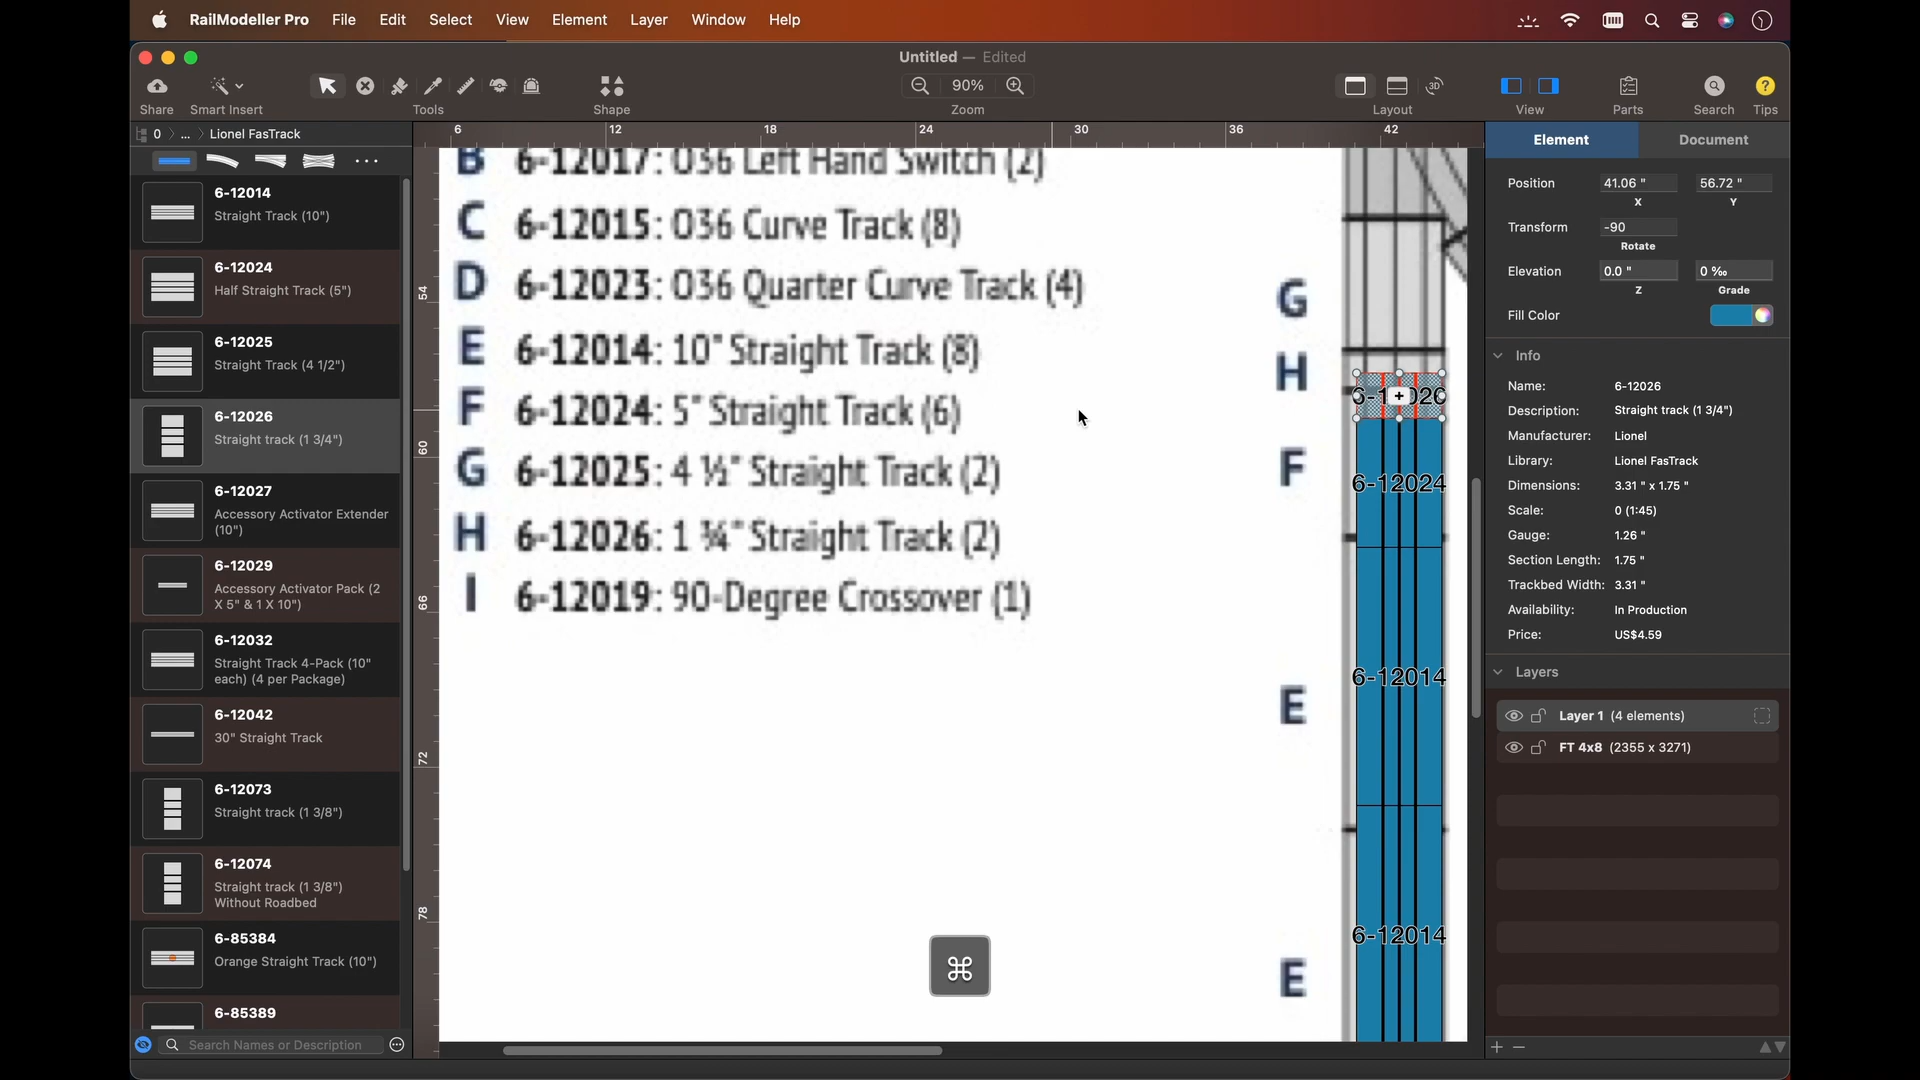 RailModeller Pro File Edit Select View Element Layer Window Help
Untitled — Edited
90%
Share Smart Insert Tools Shape Zoom Layout View Parts Search Tips
0 ... Lionel FasTrack
6 12 18 24 30 36 42
Element Document
6-12014
Straight Track (10")
6-12024
Half Straight Track (5")
6-12025
Straight Track (4 1/2")
6-12026
Straight track (1 3/4")
6-12027
Accessory Activator Extender
(10")
6-12029
Accessory Activator Pack (2
X 5" & 1 X 10")
6-12032
Straight Track 4-Pack (10"
each) (4 per Package)
6-12042
30" Straight Track
6-12073
Straight track (1 3/8")
6-12074
Straight track (1 3/8")
Without Roadbed
6-85384
Orange Straight Track (10")
6-85389
Search Names or Description
54
60
66
72
78
B 6-12017: O36 Left Hand Switch (2)
C 6-12015: O36 Curve Track (8)
D 6-12023: O36 Quarter Curve Track (4)
E 6-12014: 10" Straight Track (8)
F 6-12024: 5" Straight Track (6)
G 6-12025: 4 ½" Straight Track (2)
H 6-12026: 1 ¾" Straight Track (2)
I 6-12019: 90-Degree Crossover (1)
G
H
F
E
E
6-12024
6-12014
6-12014
⌘
Position 41.06 " 56.72 "
X Y
Transform -90
Rotate
Elevation 0.0 " 0 ‰
Z Grade
Fill Color
Info
Name: 6-12026
Description: Straight track (1 3/4")
Manufacturer: Lionel
Library: Lionel FasTrack
Dimensions: 3.31 " x 1.75 "
Scale: 0 (1:45)
Gauge: 1.26 "
Section Length: 1.75 "
Trackbed Width: 3.31 "
Availability: In Production
Price: US$4.59
Layers
Layer 1 (4 elements)
FT 4x8 (2355 x 3271)